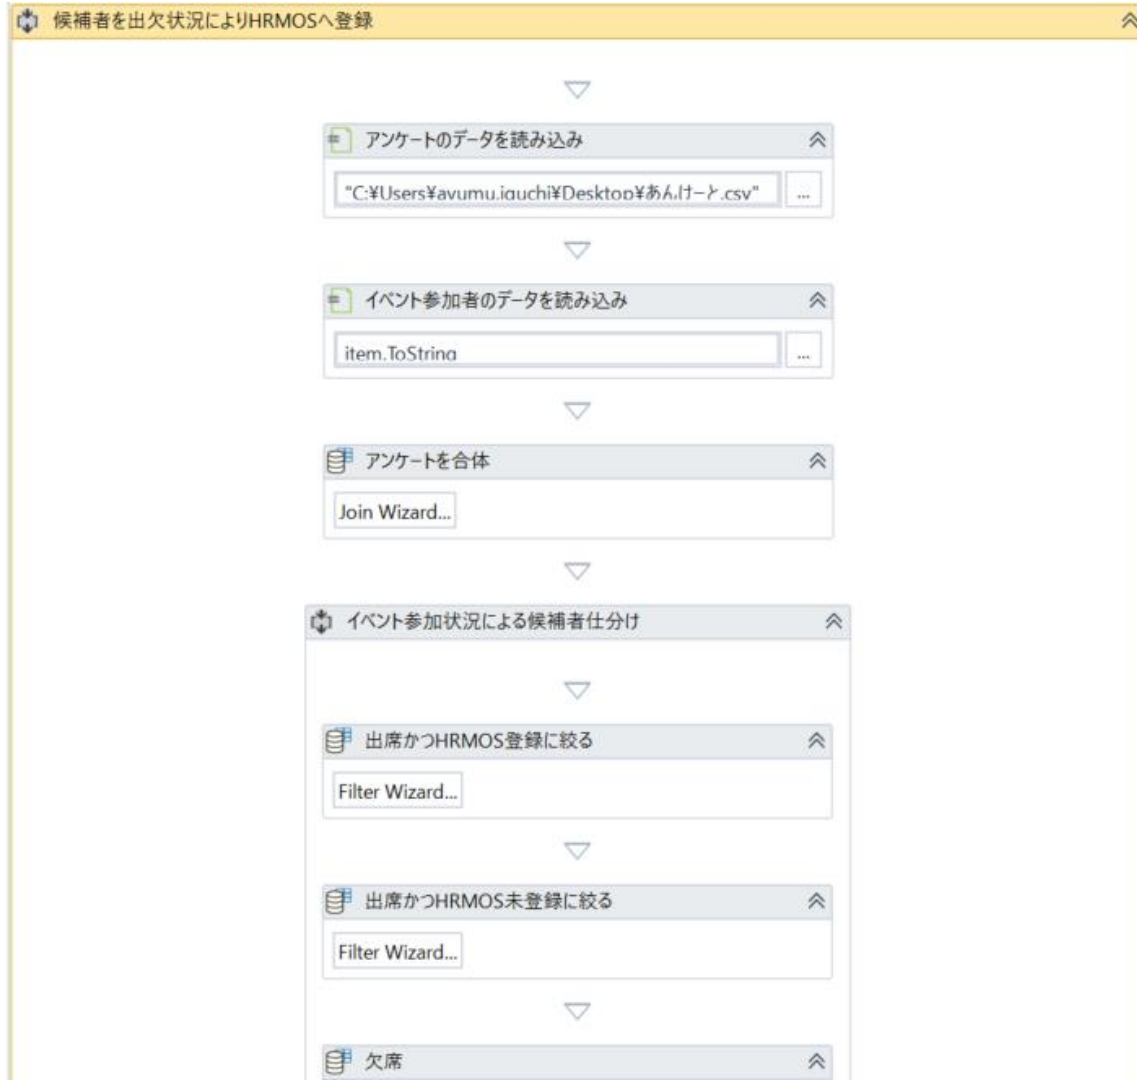 候補者を出欠状況によりHRMOSへ登録
アンケートのデータを読み込み
"C:¥Users¥ayumu.iguchi¥Desktop¥あんけーと.csv"
...
イベント参加者のデータを読み込み
item.ToString
...
アンケートを合体
Join Wizard...
イベント参加状況による候補者仕分け
出席かつHRMOS登録に絞る
Filter Wizard...
出席かつHRMOS未登録に絞る
Filter Wizard...
欠席